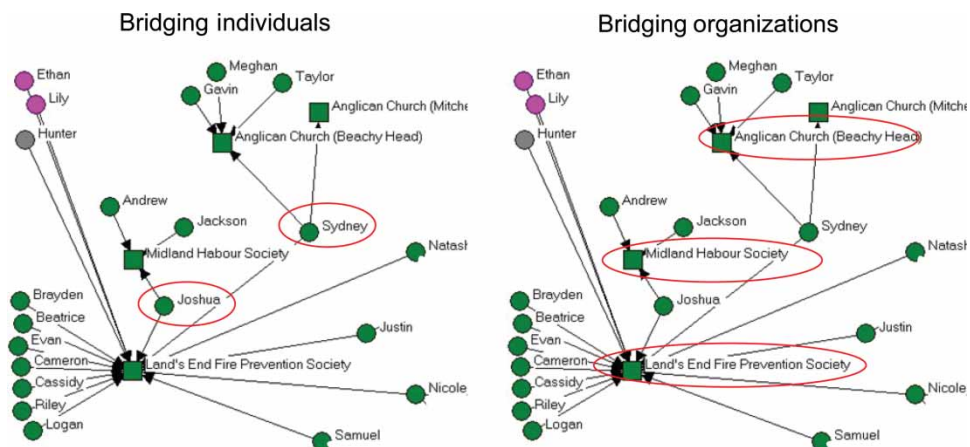 Bridging individuals
Ethan
Lily
Hunter
Meghan
Gavin
Taylor
Anglican Church (Mitche
Anglican Church (Beachy Head)
Andrew
Jackson
Sydney
Midland Habour Society
Natash
Joshua
Brayden
Beatrice
Evan
Cameron
Cassidy
Riley
Logan
Justin
Land's End Fire Prevention Society
Nicole
Samuel
Bridging organizations
Ethan
Lily
Hunter
Meghan
Gavin
Taylor
Anglican Church (Mitche
Anglican Church (Beachy Head)
Andrew
Jackson
Sydney
Midland Habour Society
Natash
Joshua
Brayden
Beatrice
Evan
Cameron
Cassidy
Riley
Logan
Justin
Land's End Fire Prevention Society
Nicole
Samuel